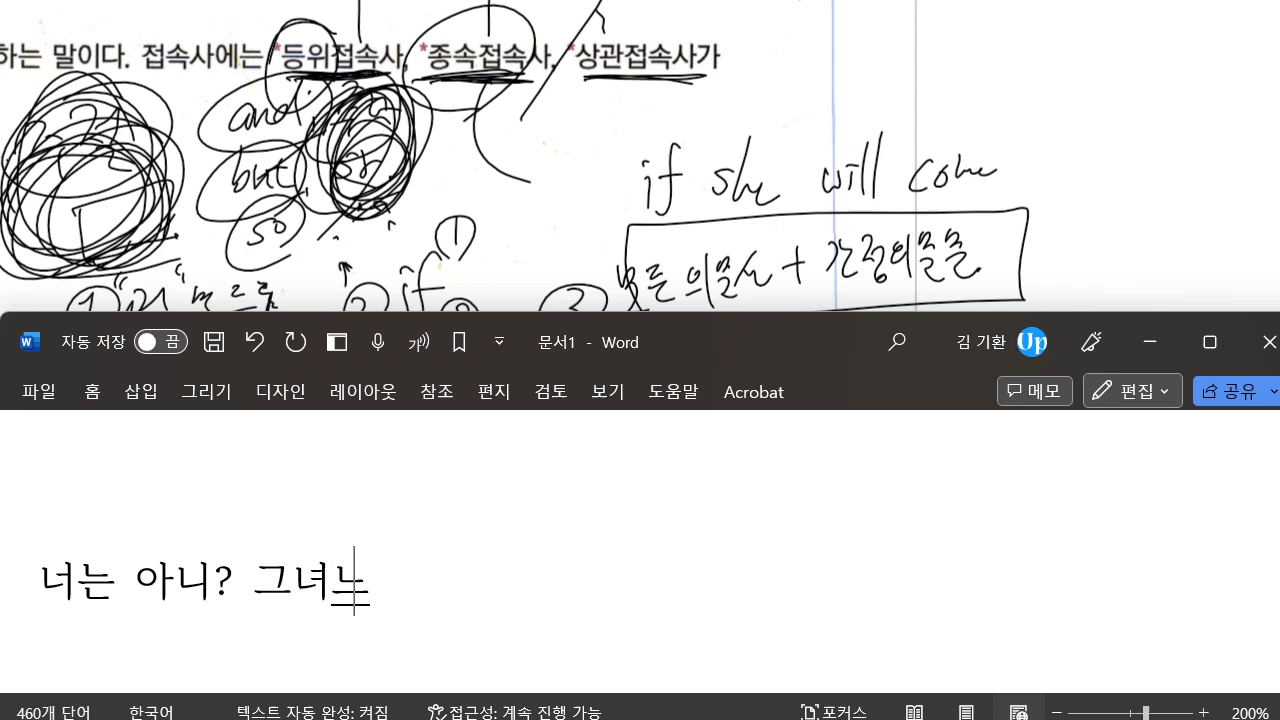 하는 말이다. 접속사에는 *등위접속사, *종속접속사, *상관접속사가
and,
but, or
so
if she will come
모든 의문사 + 간접의문문
① ② if ① ③
자동 저장 끔 문서1 - Word 김 기환 Up
파일 홈 삽입 그리기 디자인 레이아웃 참조 편지 검토 보기 도움말 Acrobat 메모 편집 공유
너는 아니? 그녀느
460개 단어 한국어 텍스트 자동 완성: 켜짐 접근성: 계속 진행 가능 포커스 200%